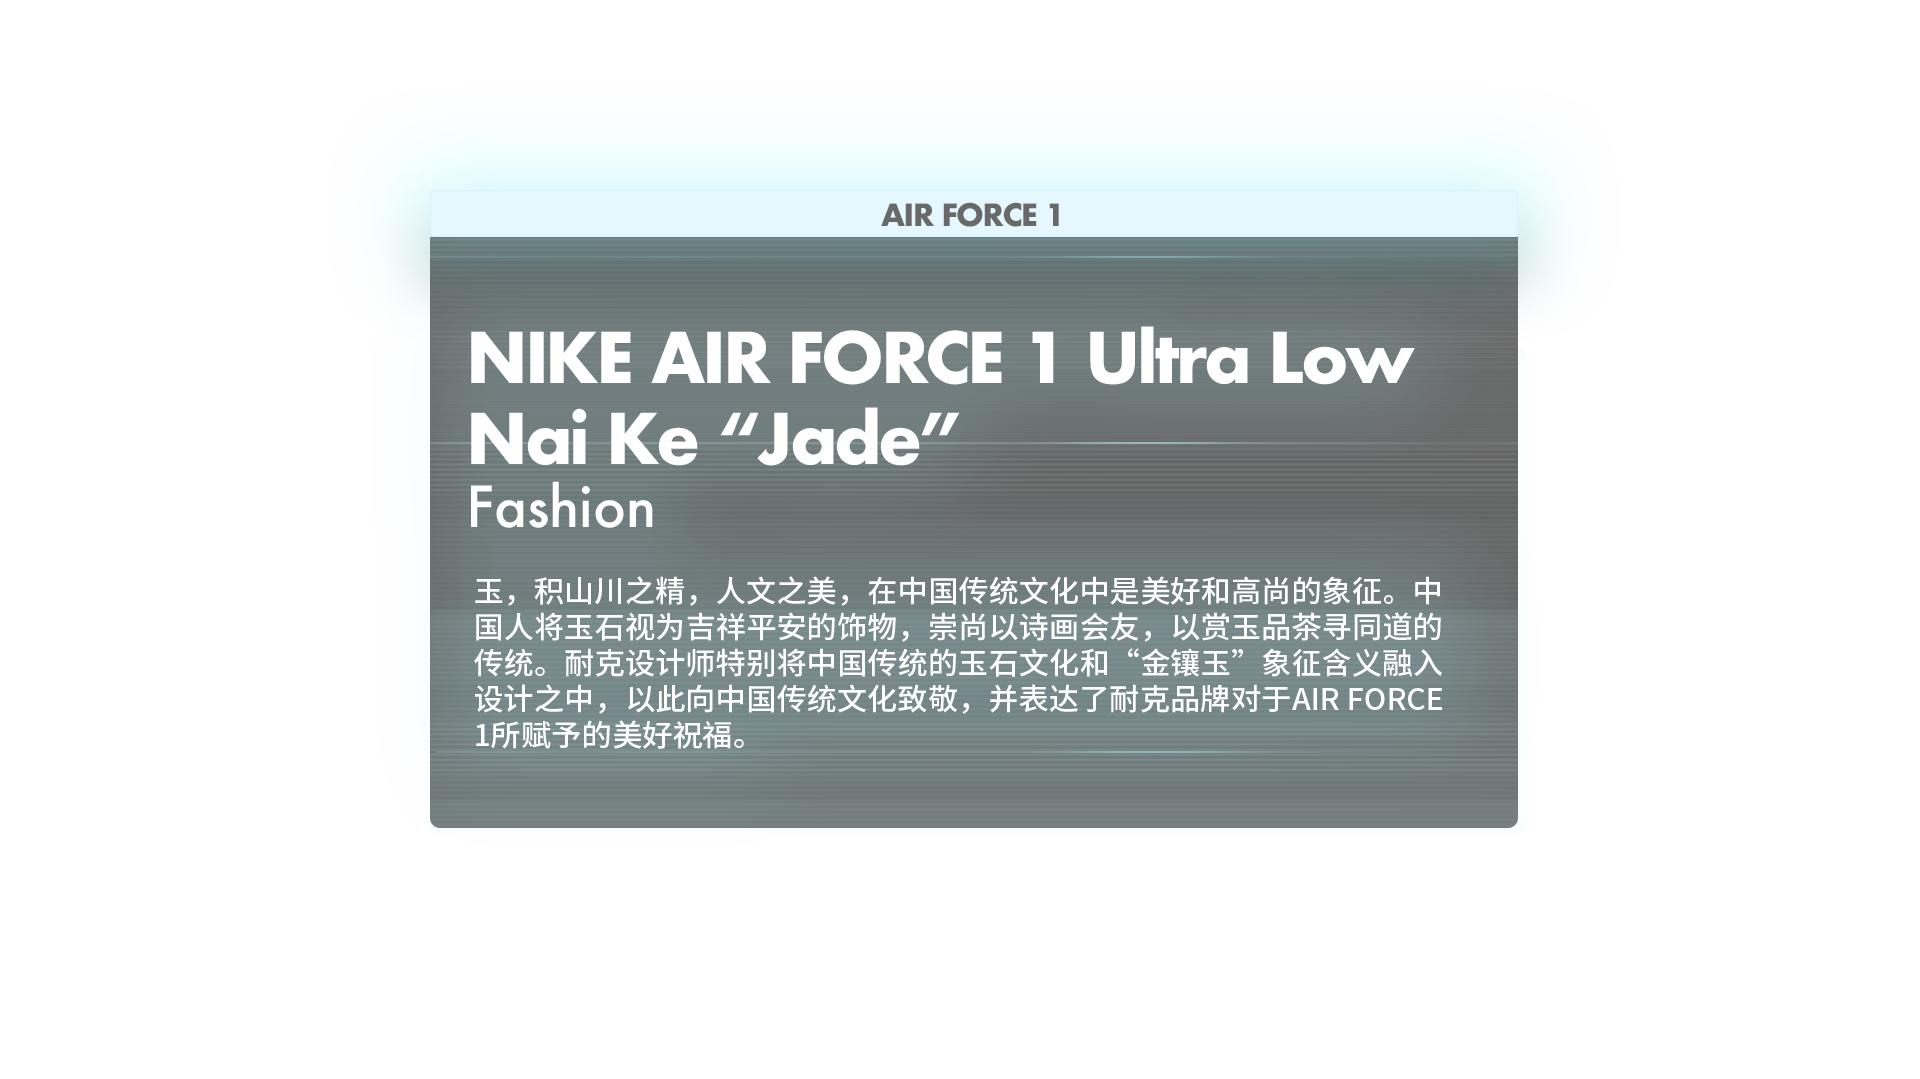 AIR FORCE 1
NIKE AIR FORCE 1 Ultra Low
Nai Ke “Jade”
Fashion
玉，积山川之精，人文之美，在中国传统文化中是美好和高尚的象征。中
国人将玉石视为吉祥平安的饰物，崇尚以诗画会友，以赏玉品茶寻同道的
传统。耐克设计师特别将中国传统的玉石文化和“金镶玉”象征含义融入
设计之中，以此向中国传统文化致敬，并表达了耐克品牌对于AIR FORCE
1所赋予的美好祝福。